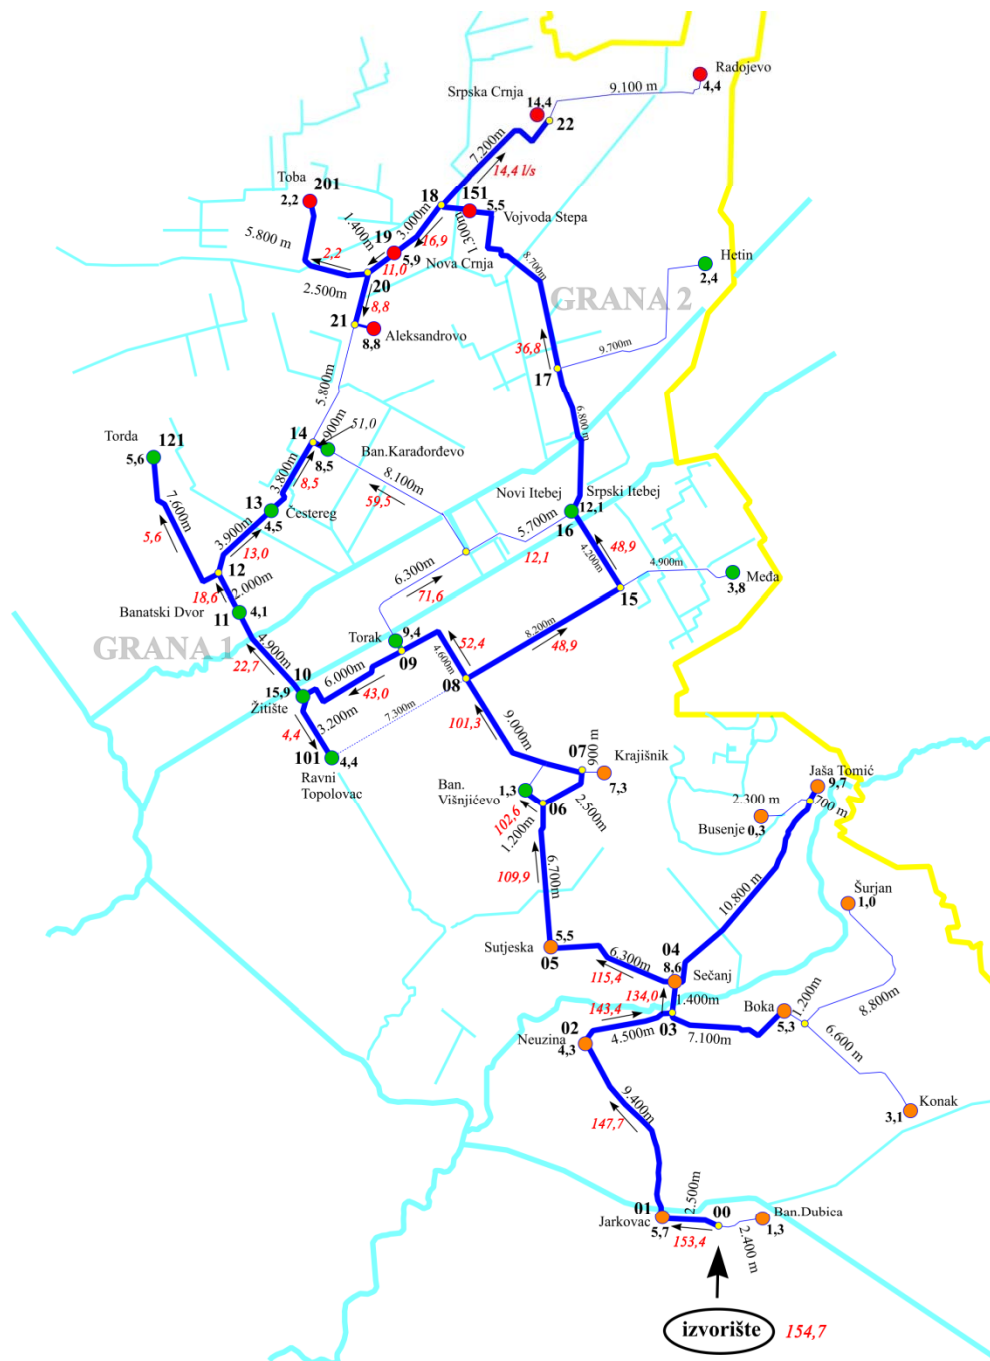 Radojevo
4,4
9.100 m
Srpska Crnja
14,4
22
7.200m
14,4 l/s
Toba
201
2,2
18
151
5,5
Vojvoda Stepa
5.800 m
1.400m
3.000m
16,9
1.300m
19
5,9
Nova Crnja
2,2
11,0
20
2.500m
8,8
21
Aleksandrovo
8,8
8.700m
Hetin
2,4
GRANA 2
36,8
9.700m
17
5.800m
6.800 m
Torda
121
5,6
14
900m
51,0
Ban.Karađorđevo
8,5
3.800m
8,5
8.100m
59,5
Novi Itebej
Srpski Itebej
12,1
16
13
4,5
Čestereg
7.600m
5,6
3.900m
13,0
5.700m
12,1
4.200m
48,9
12
18,6
2.000m
6.300m
71,6
4.900m
Međa
3,8
15
Banatski Dvor
11
4,1
GRANA 1
4.900m
22,7
Torak
9,4
09
52,4
8.200m
48,9
10
15,9
Žitište
6.000m
43,0
4.600m
08
3.200m
4,4
7.300m
101
4,4
Ravni
Topolovac
101,3
9.000m
07
900 m
Krajišnik
7,3
Ban.
Višnjićevo
1,3
102,6
06
2.500m
1.200m
Jaša Tomić
9,7
2.300 m
700 m
Busenje
0,3
6.700m
109,9
10.800 m
Šurjan
1,0
Sutjeska
5,5
05
6.300m
115,4
04
8,6
Sečanj
134,0
1.400m
143,4
Boka
5,3
1.200m
8.800m
02
Neuzina
4,3
4.500m
03
7.100m
6.600 m
Konak
3,1
9.400m
147,7
2.500m
01
Jarkovac
5,7
00
153,4
Ban.Dubica
1,3
2.400 m
izvorište
154,7